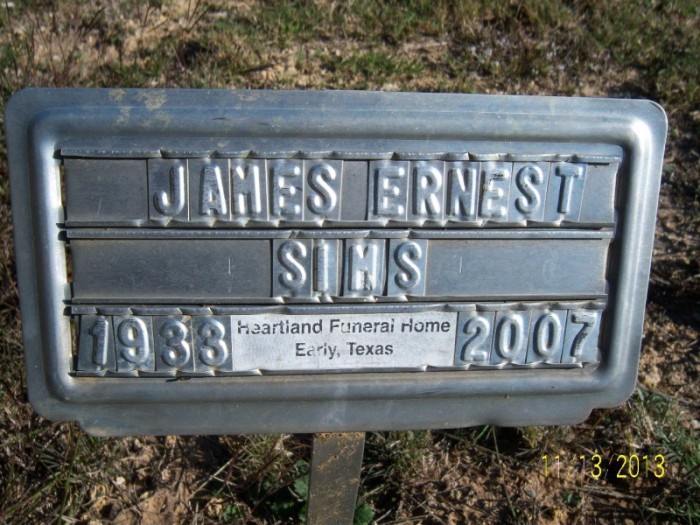 JAMES ERNEST
SIMS
1933 Heartland Funeral Home 2007
Early, Texas
11.13.2013